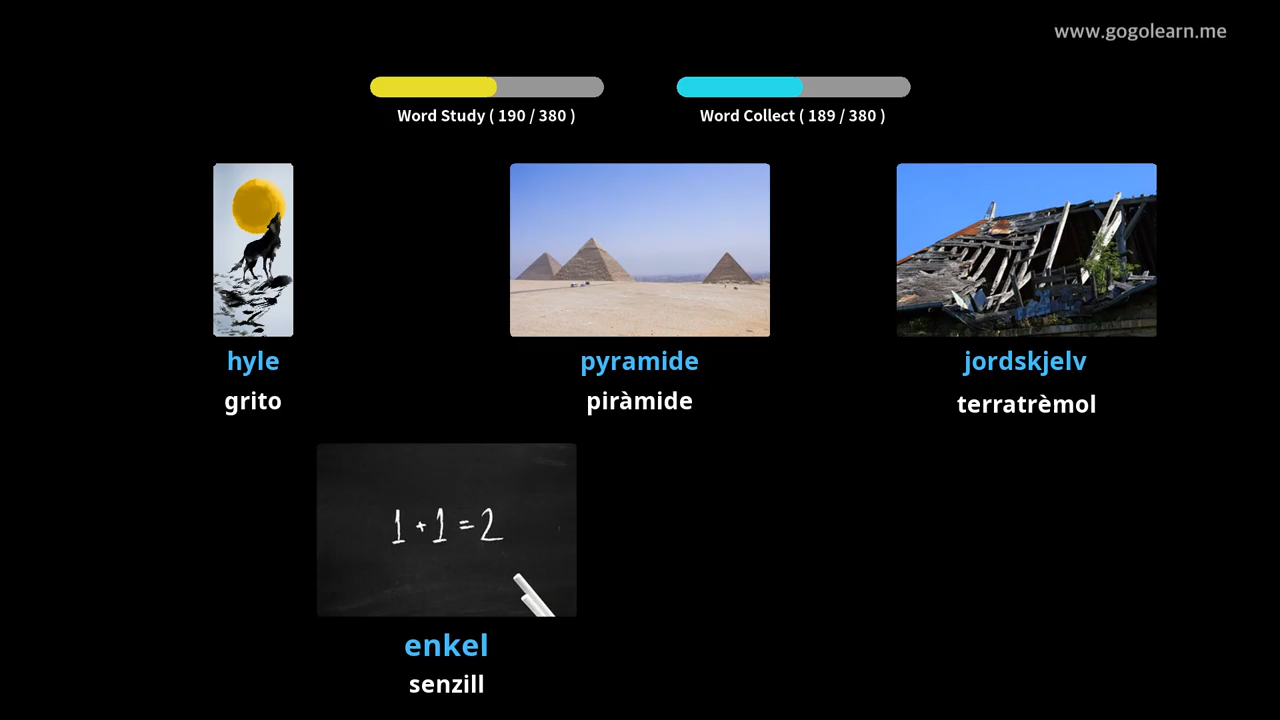 www.gogolearn.me
Word Study ( 190 / 380 )
Word Collect ( 189 / 380 )
hyle
grito
pyramide
piràmide
jordskjelv
terratrèmol
1 + 1 = 2
enkel
senzill